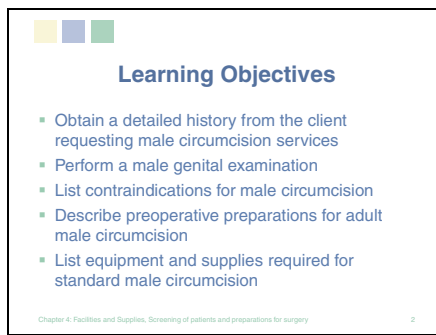 Learning Objectives
▪ Obtain a detailed history from the client
requesting male circumcision services
▪ Perform a male genital examination
▪ List contraindications for male circumcision
▪ Describe preoperative preparations for adult
male circumcision
▪ List equipment and supplies required for
standard male circumcision
Chapter 4: Facilities and Supplies, Screening of patients and preparations for surgery 2